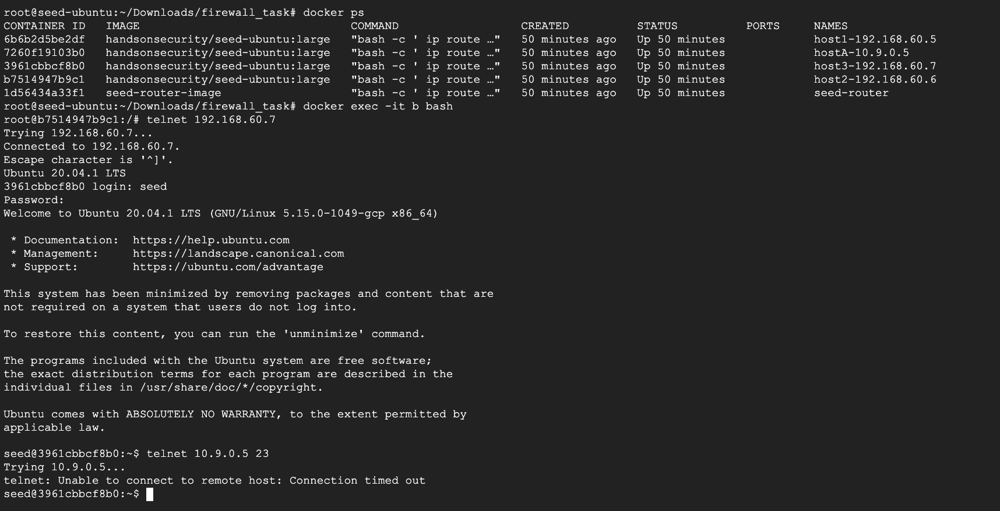 root@seed-ubuntu:~/Downloads/firewall_task# docker ps
CONTAINER ID   IMAGE                               COMMAND                  CREATED          STATUS          PORTS     NAMES
6b6b2d5be2df   handsonsecurity/seed-ubuntu:large   "bash -c ' ip route …"   50 minutes ago   Up 50 minutes             host1-192.168.60.5
7260f19103b0   handsonsecurity/seed-ubuntu:large   "bash -c ' ip route …"   50 minutes ago   Up 50 minutes             hostA-10.9.0.5
3961cbbcf8b0   handsonsecurity/seed-ubuntu:large   "bash -c ' ip route …"   50 minutes ago   Up 50 minutes             host3-192.168.60.7
b7514947b9c1   handsonsecurity/seed-ubuntu:large   "bash -c ' ip route …"   50 minutes ago   Up 50 minutes             host2-192.168.60.6
1d56434a33f1   seed-router-image                   "bash -c ' ip route …"   50 minutes ago   Up 50 minutes             seed-router
root@seed-ubuntu:~/Downloads/firewall_task# docker exec -it b bash
root@b7514947b9c1:/# telnet 192.168.60.7
Trying 192.168.60.7...
Connected to 192.168.60.7.
Escape character is '^]'.
Ubuntu 20.04.1 LTS
3961cbbcf8b0 login: seed
Password:
Welcome to Ubuntu 20.04.1 LTS (GNU/Linux 5.15.0-1049-gcp x86_64)
 * Documentation:  https://help.ubuntu.com
 * Management:     https://landscape.canonical.com
 * Support:        https://ubuntu.com/advantage
This system has been minimized by removing packages and content that are
not required on a system that users do not log into.
To restore this content, you can run the 'unminimize' command.
The programs included with the Ubuntu system are free software;
the exact distribution terms for each program are described in the
individual files in /usr/share/doc/*/copyright.
Ubuntu comes with ABSOLUTELY NO WARRANTY, to the extent permitted by
applicable law.
seed@3961cbbcf8b0:~$ telnet 10.9.0.5 23
Trying 10.9.0.5...
telnet: Unable to connect to remote host: Connection timed out
seed@3961cbbcf8b0:~$